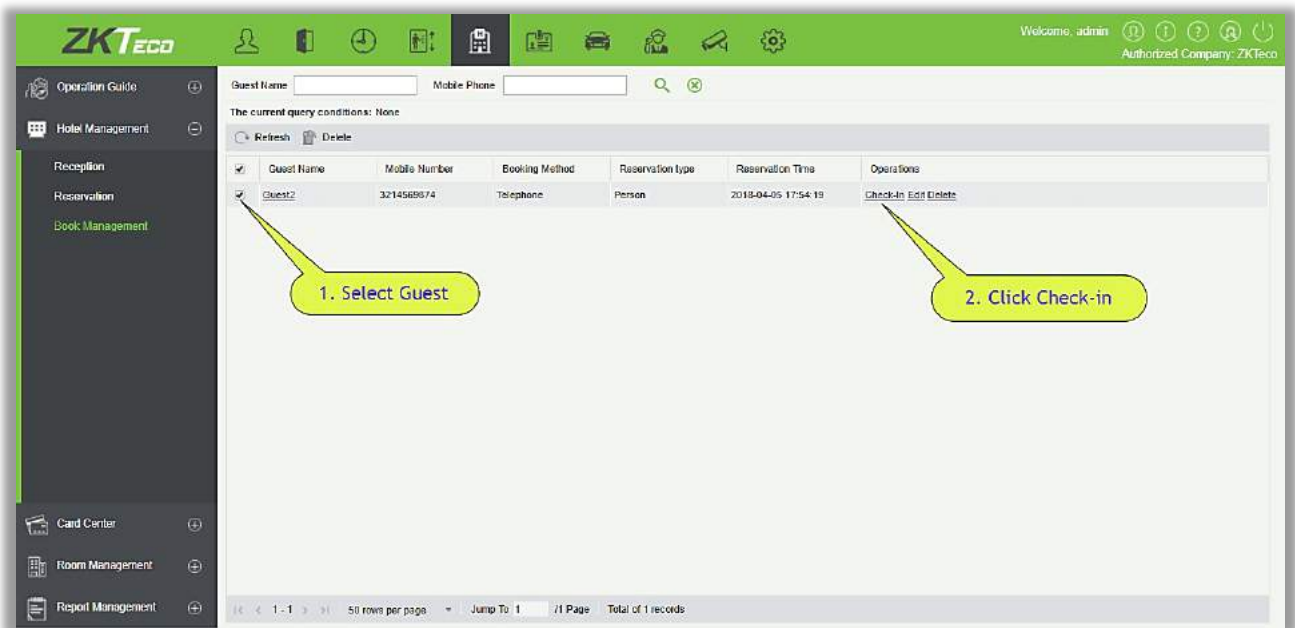 ZKTeco
Welcome, admin
Authorized Company: ZKTeco
Operation Guide
Hotel Management
Reception
Reservation
Book Management
Card Center
Room Management
Report Management
Guest Name Mobile Phone
The current query conditions: None
Refresh Delete
Guest Name Mobile Number Booking Method Reservation type Reservation Time Operations
Guest2 3214569874 Telephone Person 2018-04-05 17:54:19 Check-In Edit Delete
1. Select Guest
2. Click Check-in
1-1 50 rows per page Jump To 1 /1 Page Total of 1 records